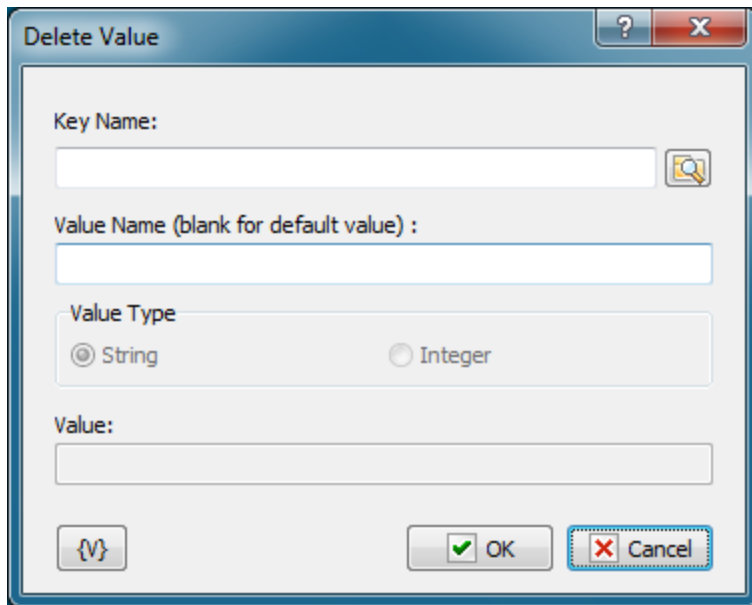 Delete Value
?
X
Key Name:
Value Name (blank for default value) :
Value Type
String
Integer
Value:
{V}
OK
Cancel